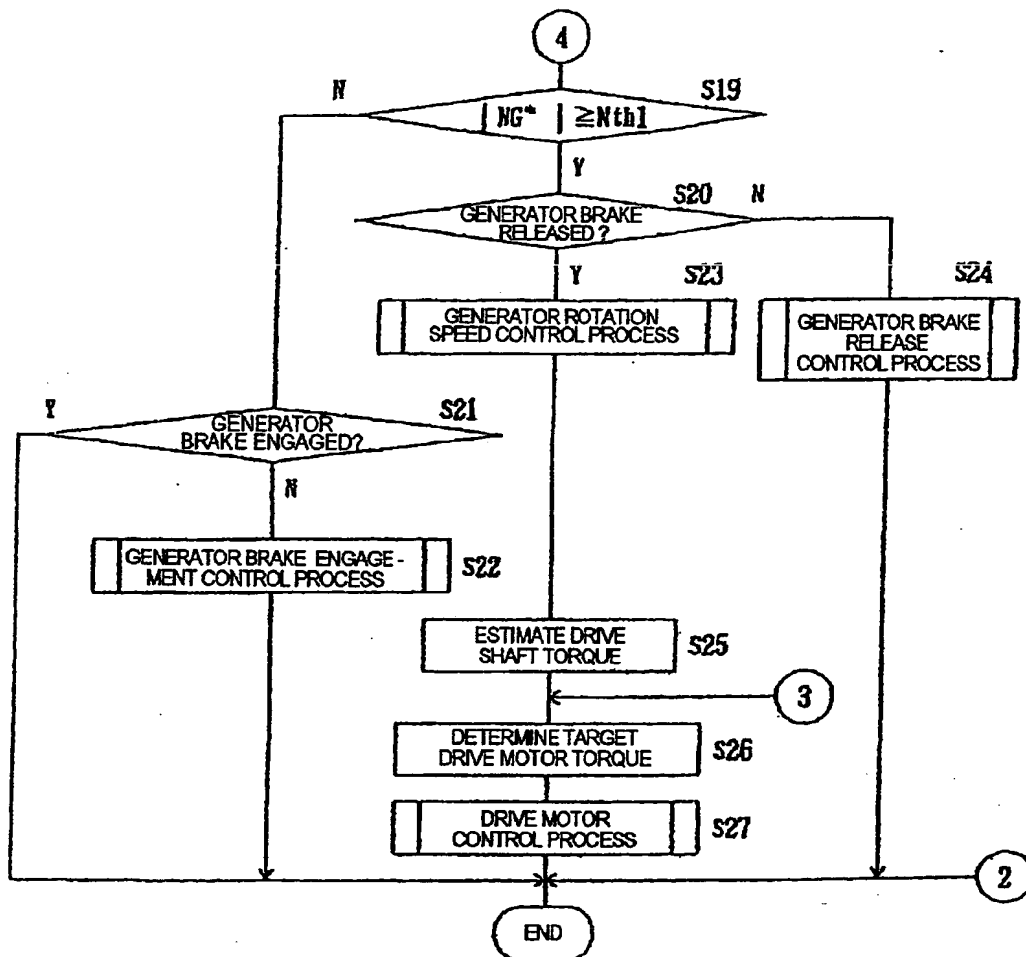 4
N
S19
| NG* | ≧Nth1
Y
S20
N
GENERATOR BRAKE
RELEASED ?
Y
S23
S24
GENERATOR ROTATION
SPEED CONTROL PROCESS
GENERATOR BRAKE
RELEASE
CONTROL PROCESS
Y
S21
GENERATOR
BRAKE ENGAGED?
N
GENERATOR BRAKE ENGAGE -
MENT CONTROL PROCESS
S22
ESTIMATE DRIVE
SHAFT TORQUE
S25
3
DETERMINE TARGET
DRIVE MOTOR TORQUE
S26
DRIVE MOTOR
CONTROL PROCESS
S27
2
END